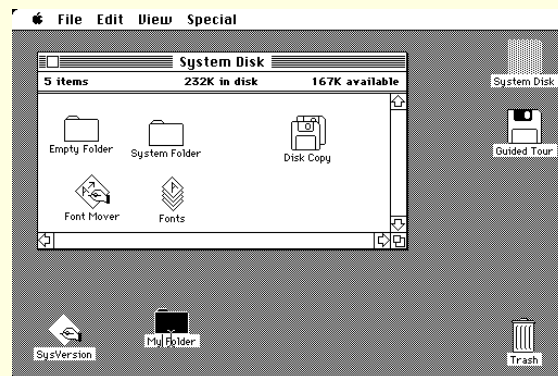 File Edit View Special
System Disk
5 items 232K in disk 167K available
Empty Folder System Folder Disk Copy
Font Mover Fonts
System Disk
Guided Tour
SysVersion My Folder Trash